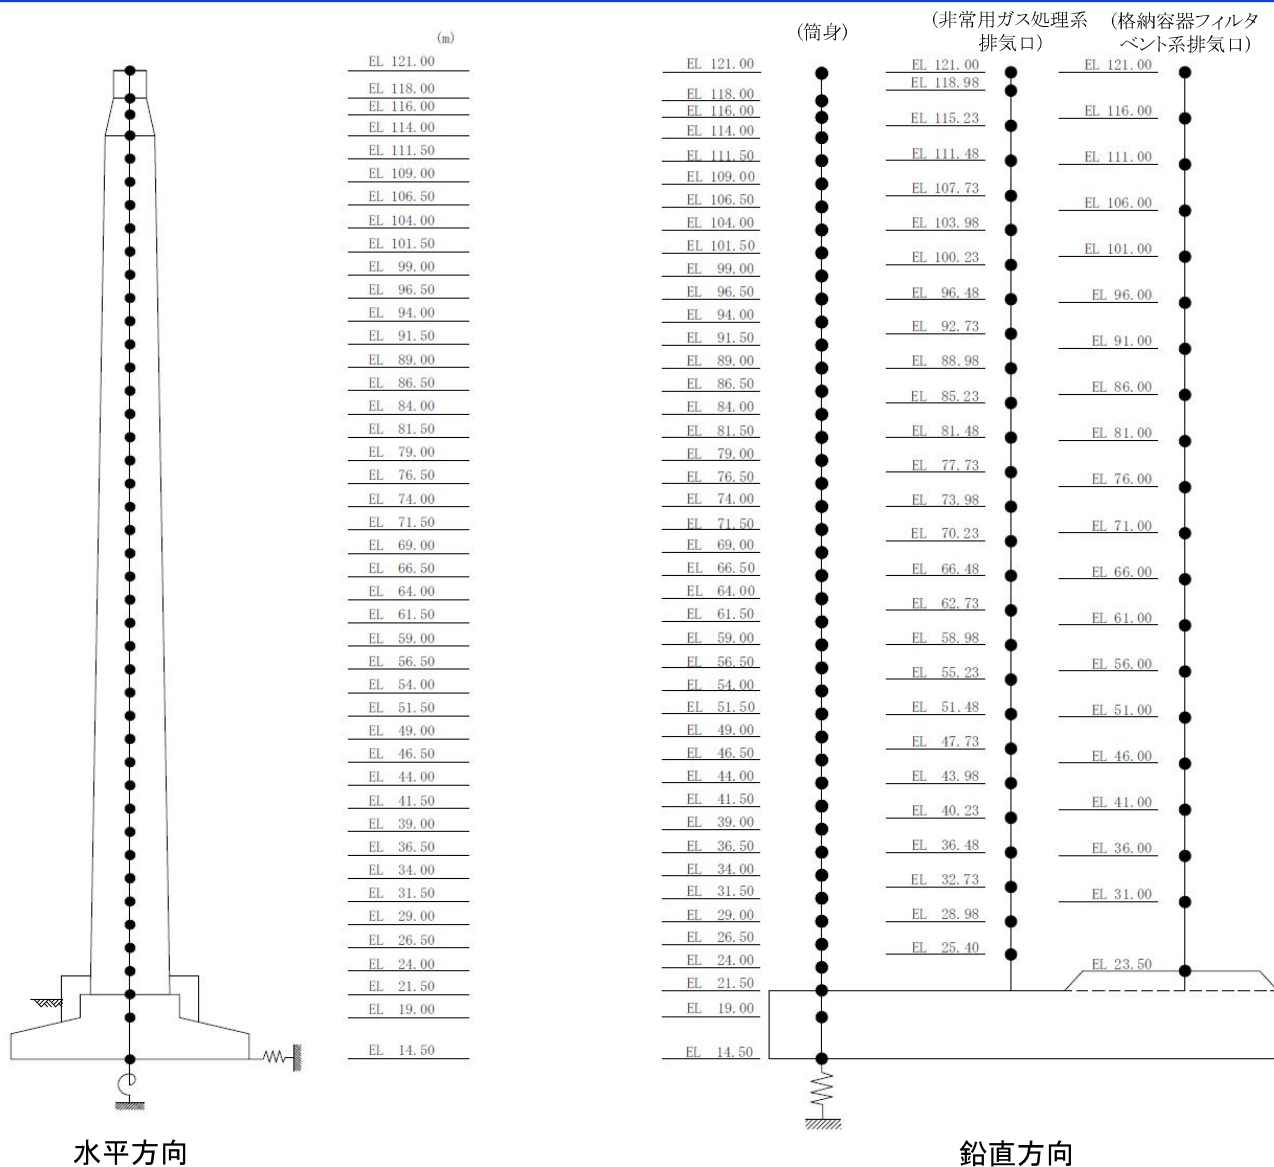 (m)
EL 121.00
EL 118.00
EL 116.00
EL 114.00
EL 111.50
EL 109.00
EL 106.50
EL 104.00
EL 101.50
EL 99.00
EL 96.50
EL 94.00
EL 91.50
EL 89.00
EL 86.50
EL 84.00
EL 81.50
EL 79.00
EL 76.50
EL 74.00
EL 71.50
EL 69.00
EL 66.50
EL 64.00
EL 61.50
EL 59.00
EL 56.50
EL 54.00
EL 51.50
EL 49.00
EL 46.50
EL 44.00
EL 41.50
EL 39.00
EL 36.50
EL 34.00
EL 31.50
EL 29.00
EL 26.50
EL 24.00
EL 21.50
EL 19.00
EL 14.50
水平方向
(筒身)
EL 121.00
EL 118.00
EL 116.00
EL 114.00
EL 111.50
EL 109.00
EL 106.50
EL 104.00
EL 101.50
EL 99.00
EL 96.50
EL 94.00
EL 91.50
EL 89.00
EL 86.50
EL 84.00
EL 81.50
EL 79.00
EL 76.50
EL 74.00
EL 71.50
EL 69.00
EL 66.50
EL 64.00
EL 61.50
EL 59.00
EL 56.50
EL 54.00
EL 51.50
EL 49.00
EL 46.50
EL 44.00
EL 41.50
EL 39.00
EL 36.50
EL 34.00
EL 31.50
EL 29.00
EL 26.50
EL 24.00
EL 21.50
EL 19.00
EL 14.50
(非常用ガス処理系
排気口)
EL 121.00
EL 118.98
EL 115.23
EL 111.48
EL 107.73
EL 103.98
EL 100.23
EL 96.48
EL 92.73
EL 88.98
EL 85.23
EL 81.48
EL 77.73
EL 73.98
EL 70.23
EL 66.48
EL 62.73
EL 58.98
EL 55.23
EL 51.48
EL 47.73
EL 43.98
EL 40.23
EL 36.48
EL 32.73
EL 28.98
EL 25.40
(格納容器フィルタ
ベント系排気口)
EL 121.00
EL 116.00
EL 111.00
EL 106.00
EL 101.00
EL 96.00
EL 91.00
EL 86.00
EL 81.00
EL 76.00
EL 71.00
EL 66.00
EL 61.00
EL 56.00
EL 51.00
EL 46.00
EL 41.00
EL 36.00
EL 31.00
EL 23.50
鉛直方向